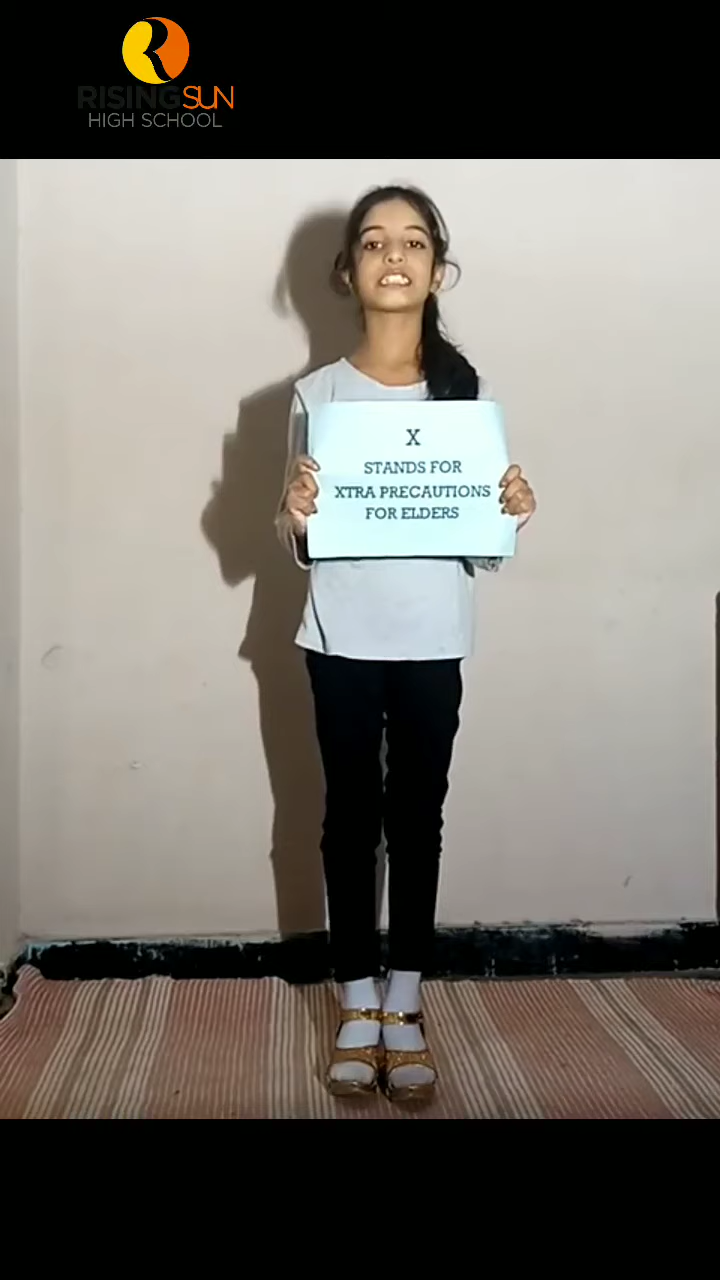 RISINGSUN
HIGH SCHOOL
X
STANDS FOR
XTRA PRECAUTIONS
FOR ELDERS